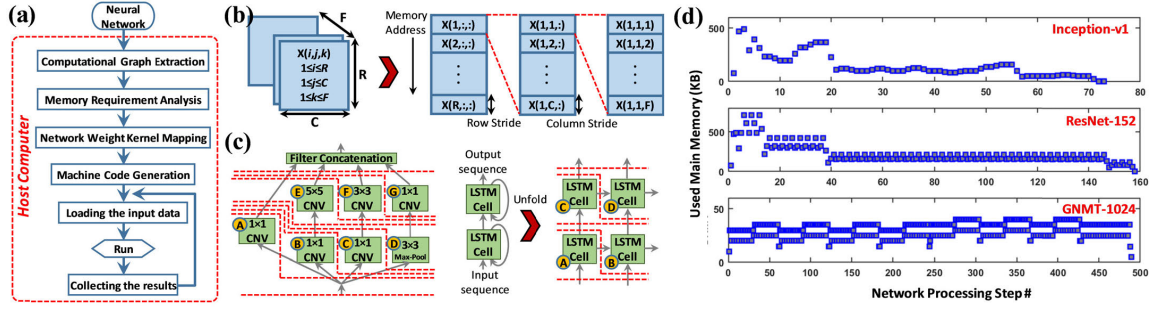 (a)
Neural
Network
Host Computer
Computational Graph Extraction
Memory Requirement Analysis
Network Weight Kernel Mapping
Machine Code Generation
Loading the input data
Run
Collecting the results
(b)
F
X(i,j,k)
1≤i≤R
1≤j≤C
1≤k≤F
R
C
Memory
Address
X(1,:,:)
X(2,:,:)
X(R,:,:)
Row Stride
X(1,1,:)
X(1,2,:)
X(1,C,:)
Column Stride
X(1,1,1)
X(1,1,2)
X(1,1,F)
(c)
Filter Concatenation
E 5×5
CNV
F 3×3
CNV
G 1×1
CNV
A 1×1
CNV
B 1×1
CNV
C 1×1
CNV
D 3×3
Max-Pool
Output
sequence
LSTM
Cell
LSTM
Cell
Input
sequence
Unfold
LSTM
Cell
C
LSTM
Cell
D
LSTM
Cell
A
LSTM
Cell
B
(d)
Used Main Memory (KB)
Inception-v1
500
0
0 10 20 30 40 50 60 70 80
ResNet-152
500
0
0 20 40 60 80 100 120 140 160
GNMT-1024
0
0 50 100 150 200 250 300 350 400 450 500
Network Processing Step #